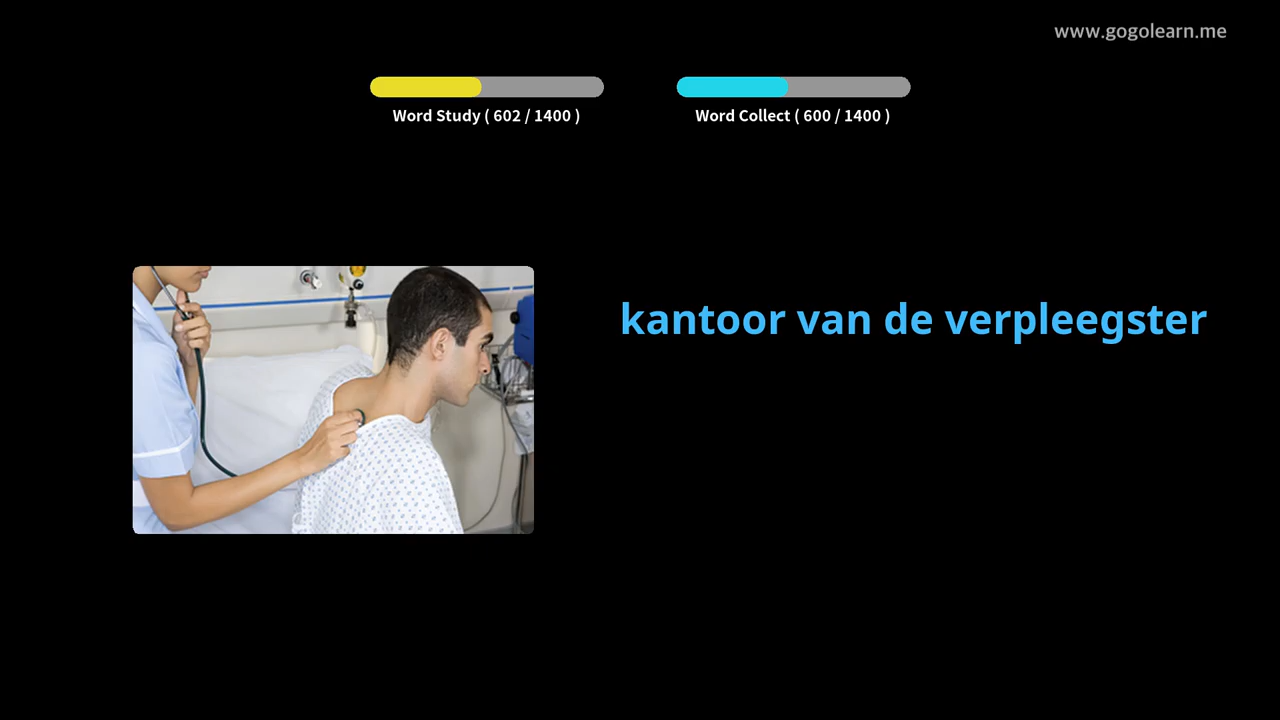 www.gogolearn.me
Word Study ( 602 / 1400 )
Word Collect ( 600 / 1400 )
kantoor van de verpleegster